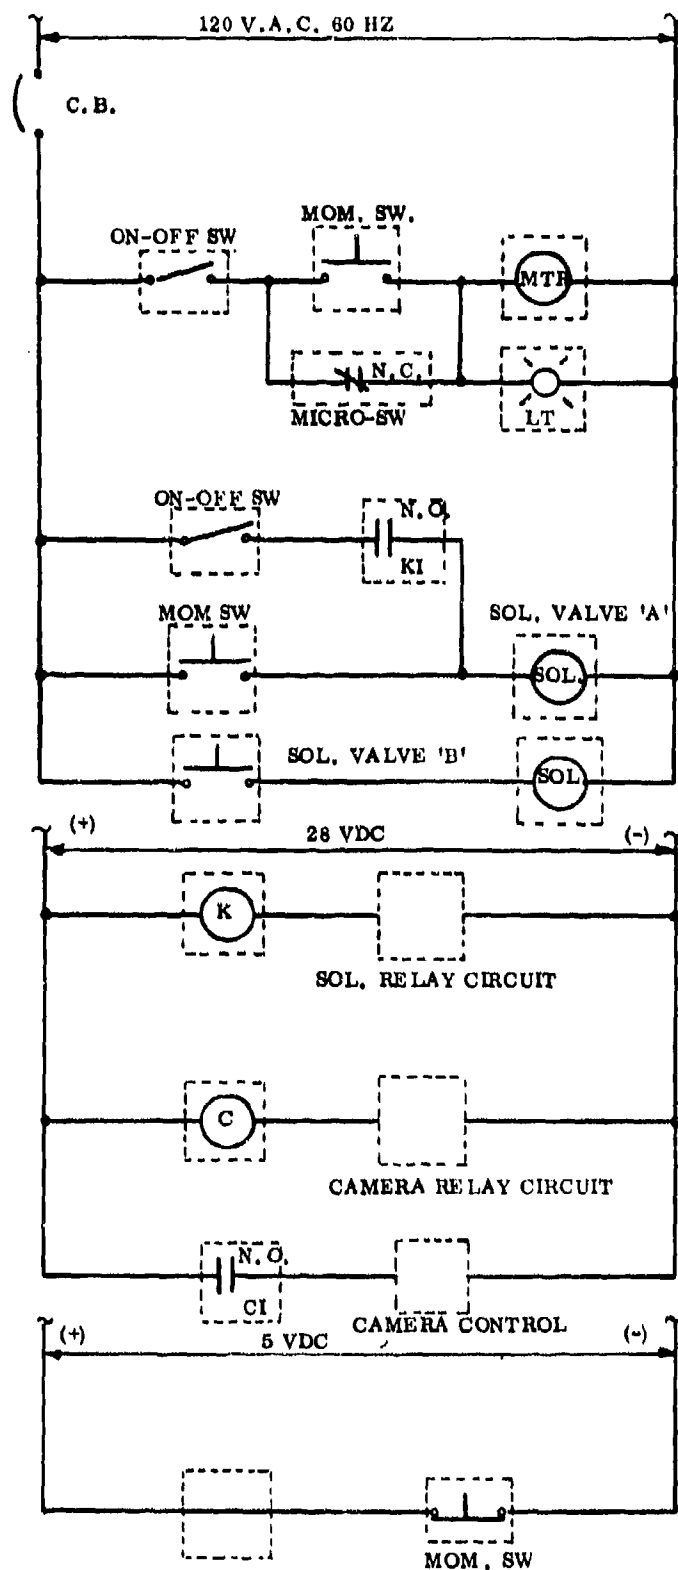 120 V.A.C. 60 HZ
C.B.
MOM. SW.
ON-OFF SW
MTR
N.C.
MICRO-SW
LT
ON-OFF SW
N.O.
KI
MOM SW
SOL. VALVE 'A'
SOL.
SOL. VALVE 'B'
SOL
(+) 28 VDC (-)
K
SOL. RELAY CIRCUIT
C
CAMERA RELAY CIRCUIT
N.O.
CI
CAMERA CONTROL
(+) 5 VDC (-)
MOM. SW